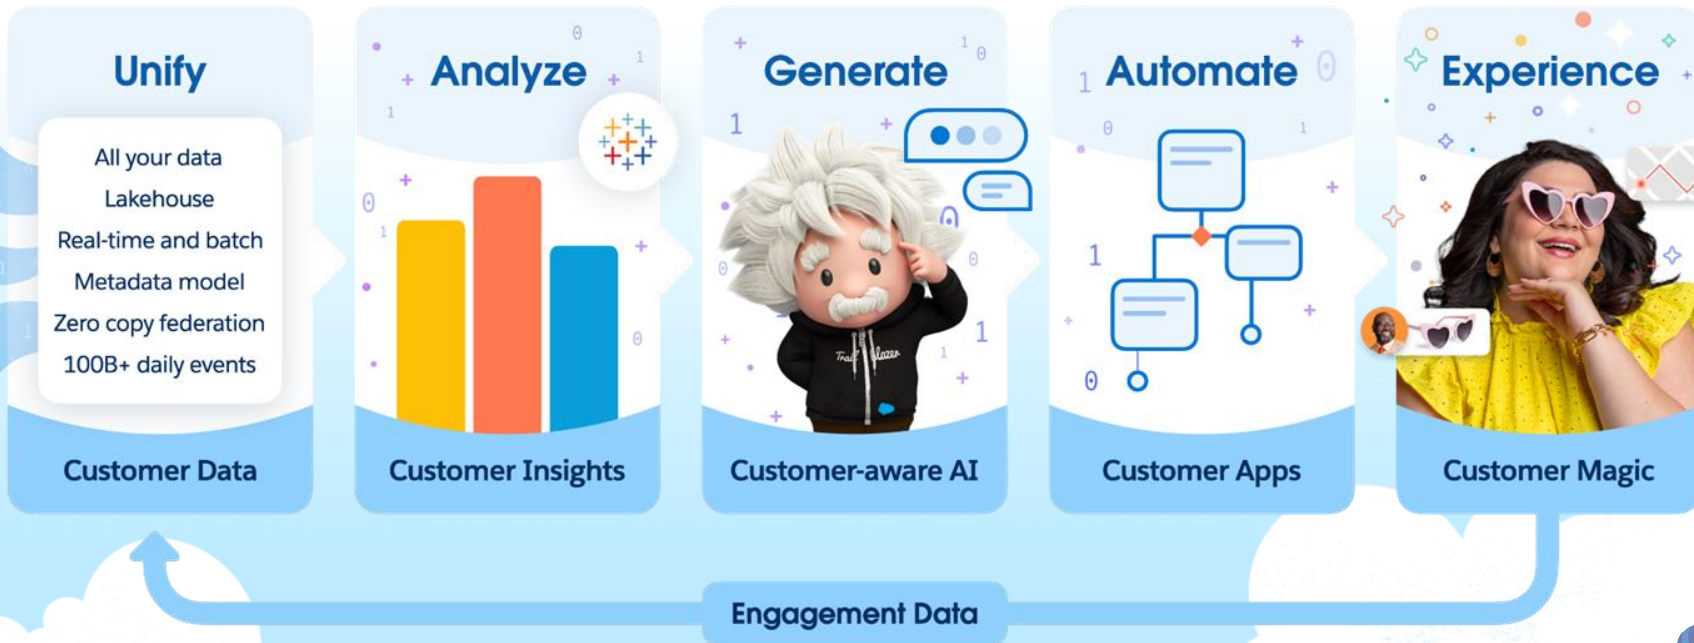 Unify
All your data
Lakehouse
Real-time and batch
Metadata model
Zero copy federation
100B+ daily events
Customer Data
Analyze
Customer Insights
Generate
Trailblazer
Customer-aware AI
Automate
Customer Apps
Experience
Customer Magic
Engagement Data